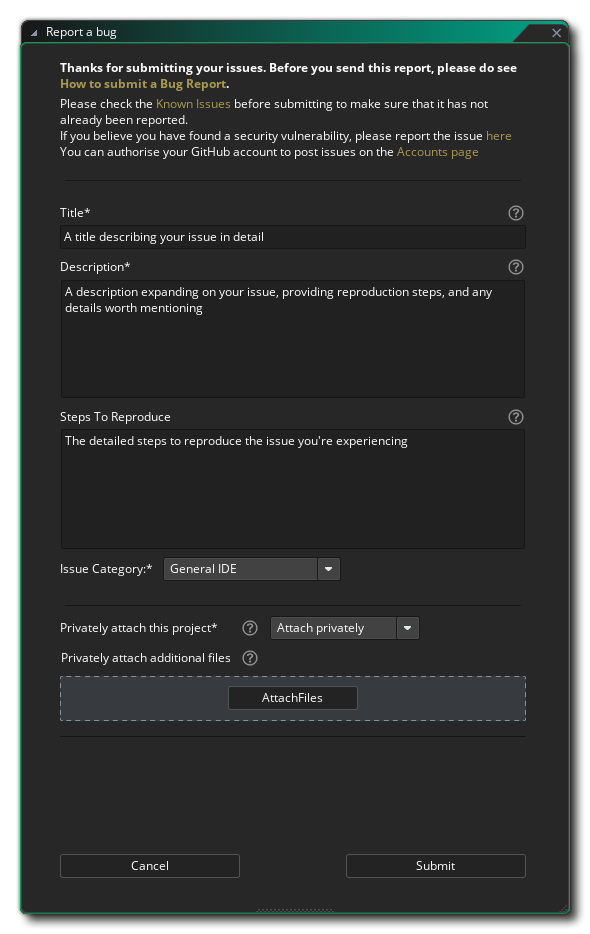 Report a bug
Thanks for submitting your issues. Before you send this report, please do see
How to submit a Bug Report.
Please check the Known Issues before submitting to make sure that it has not
already been reported.
If you believe you have found a security vulnerability, please report the issue here
You can authorise your GitHub account to post issues on the Accounts page
Title*
A title describing your issue in detail
Description*
A description expanding on your issue, providing reproduction steps, and any
details worth mentioning
Steps To Reproduce
The detailed steps to reproduce the issue you're experiencing
Issue Category:* General IDE
Privately attach this project* Attach privately
Privately attach additional files
AttachFiles
Cancel Submit